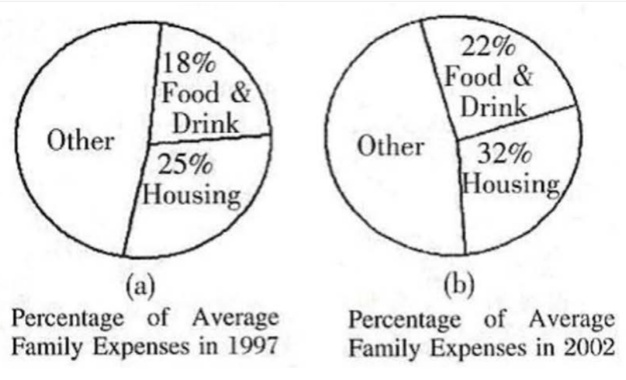 18%
Food &
Drink
Other
25%
Housing
(a)
Percentage of Average
Family Expenses in 1997
22%
Food &
Drink
Other
32%
Housing
(b)
Percentage of Average
Family Expenses in 2002